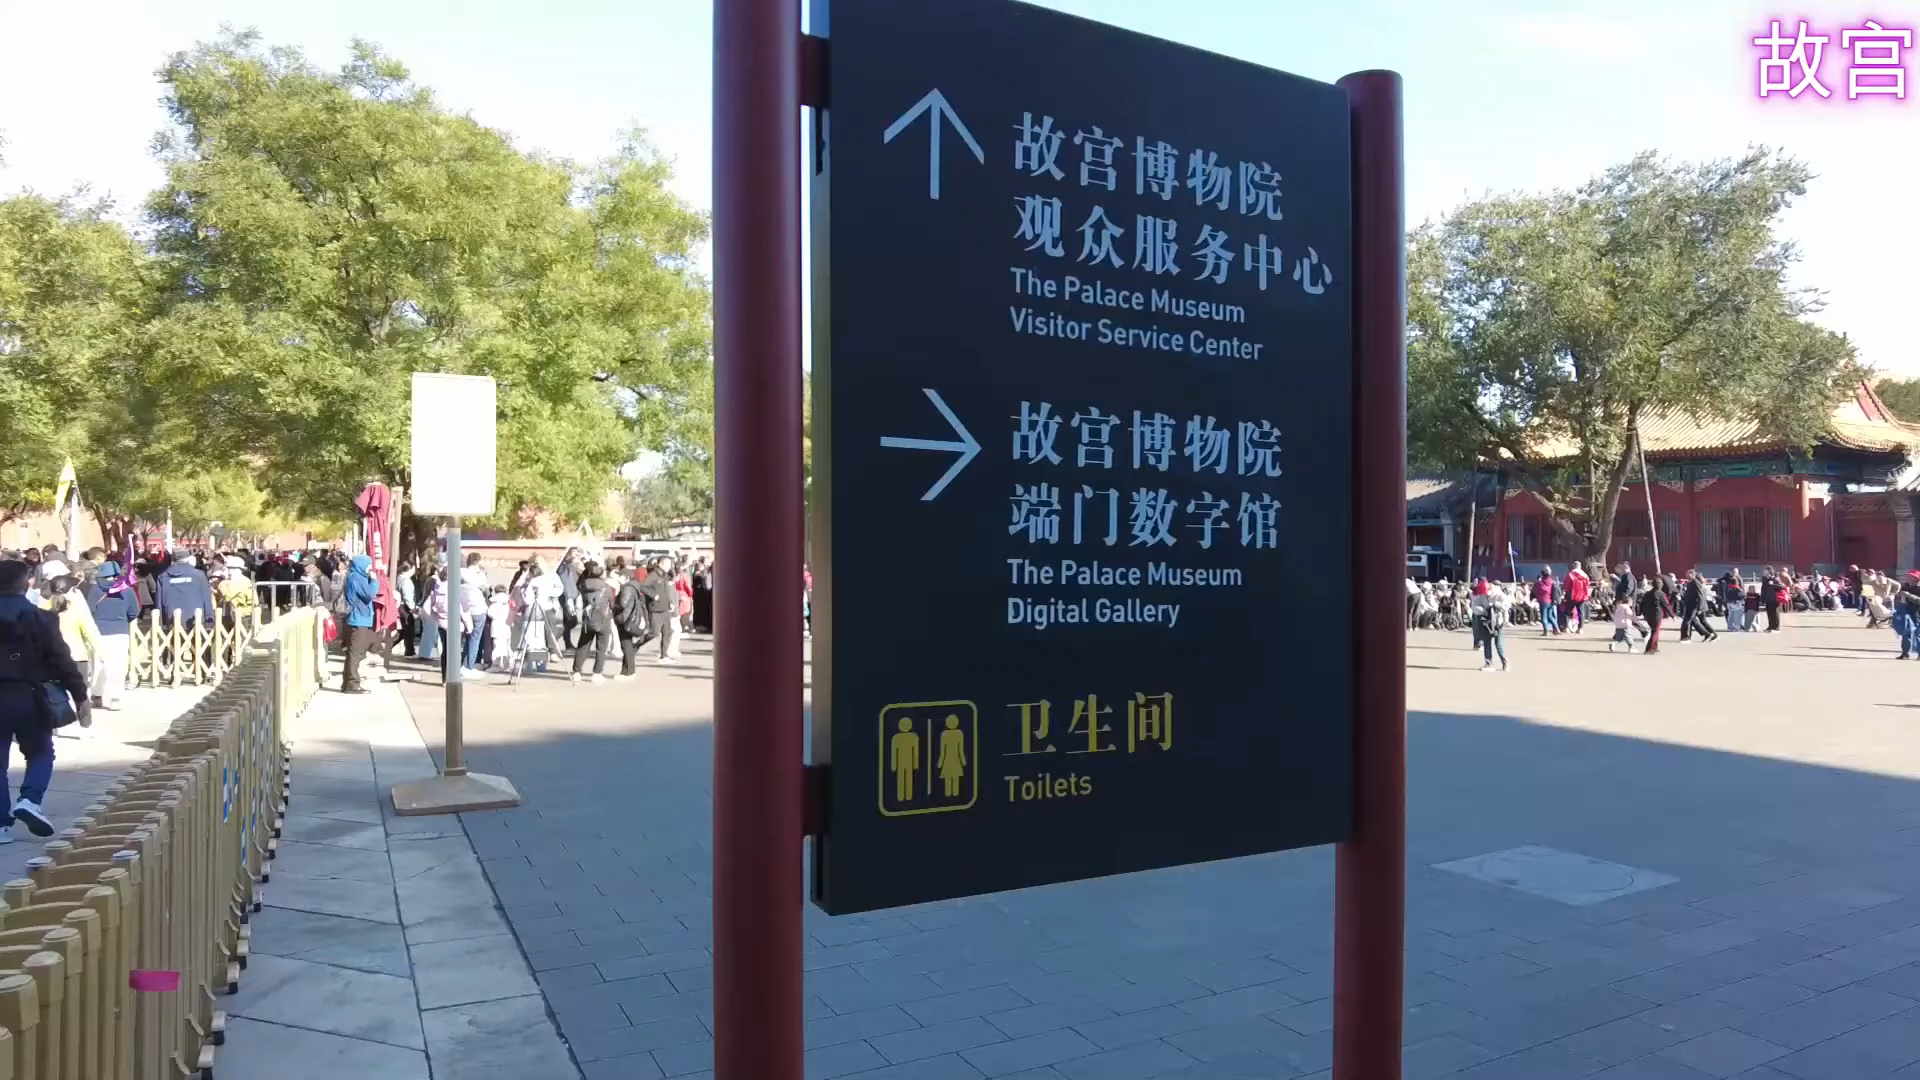 故宫
故宫博物院
观众服务中心
The Palace Museum
Visitor Service Center
故宫博物院
端门数字馆
The Palace Museum
Digital Gallery
卫生间
Toilets